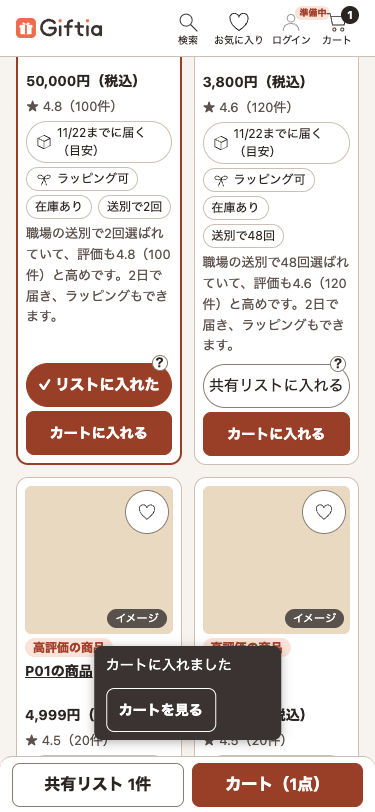 Giftia
準備中
1
検索
お気に入り
ログイン
カート
50,000円（税込）
★ 4.8（100件）
11/22までに届く
（目安）
ラッピング可
在庫あり
送別で2回
職場の送別で2回選ばれ
ていて、評価も4.8（100
件）と高めです。2日で
届き、ラッピングもでき
ます。
?
✓ リストに入れた
カートに入れる
3,800円（税込）
★ 4.6（120件）
11/22までに届く
（目安）
ラッピング可
在庫あり
送別で48回
職場の送別で48回選ばれ
ていて、評価も4.6（120
件）と高めです。2日で
届き、ラッピングもでき
ます。
?
共有リストに入れる
カートに入れる
イメージ
高評価の商品
P01の商品
4,999円（
★ 4.5（20件）
イメージ
税込）
★ 4.5（20件）
カートに入れました
カートを見る
共有リスト 1件
カート（1点）